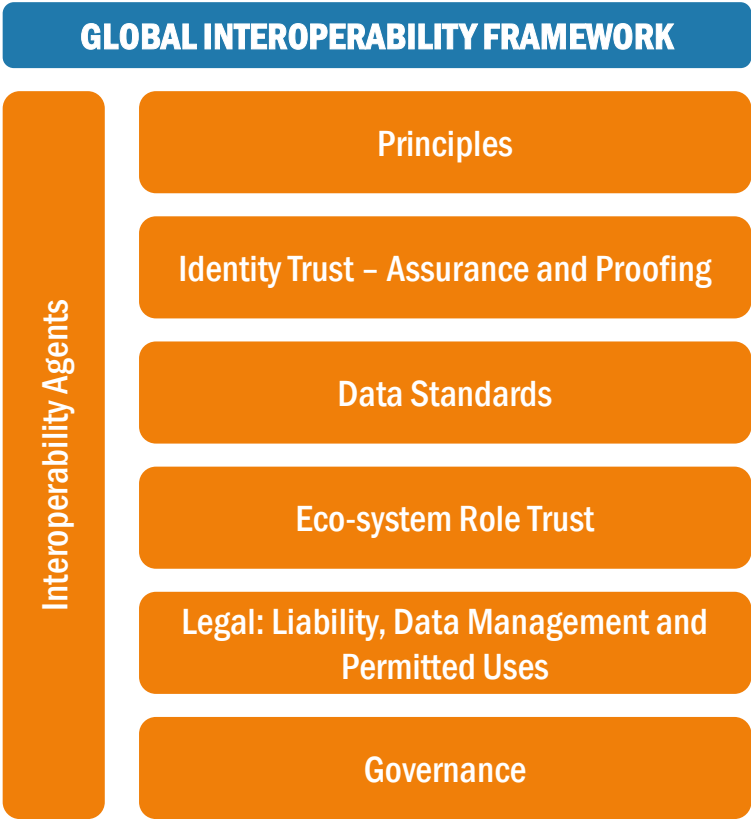 GLOBAL INTEROPERABILITY FRAMEWORK
Interoperability Agents
Principles
Identity Trust – Assurance and Proofing
Data Standards
Eco-system Role Trust
Legal: Liability, Data Management and
Permitted Uses
Governance